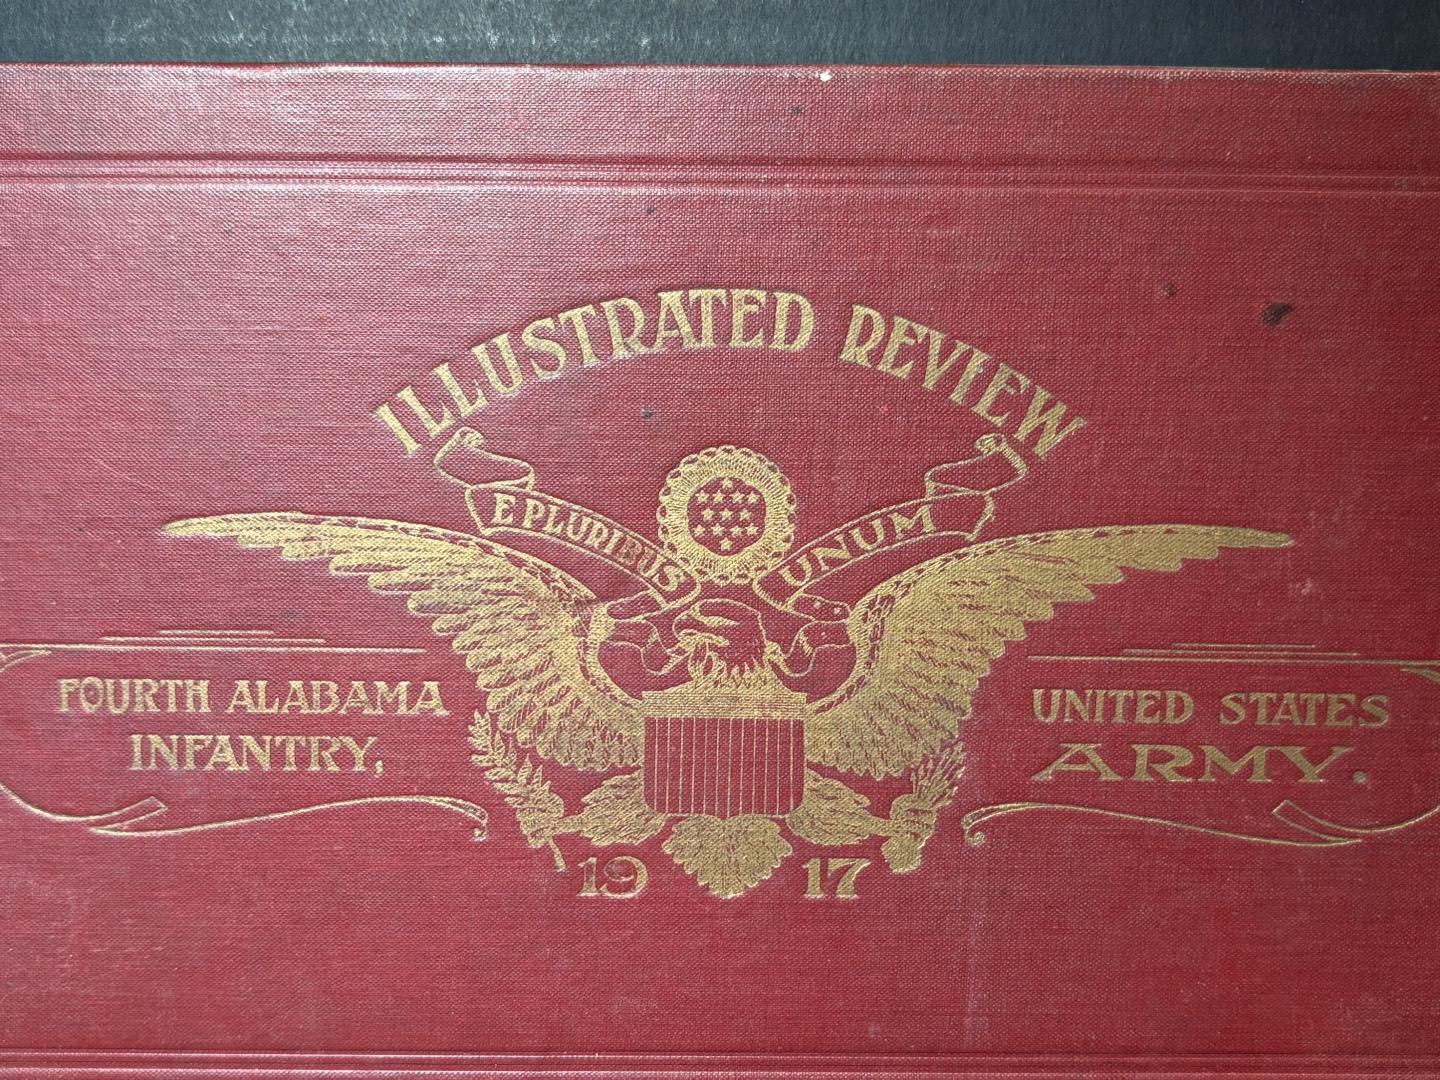 ILLUSTRATED REVIEW
E PLURIBUS UNUM
FOURTH ALABAMA
INFANTRY,
UNITED STATES
ARMY.
19 17